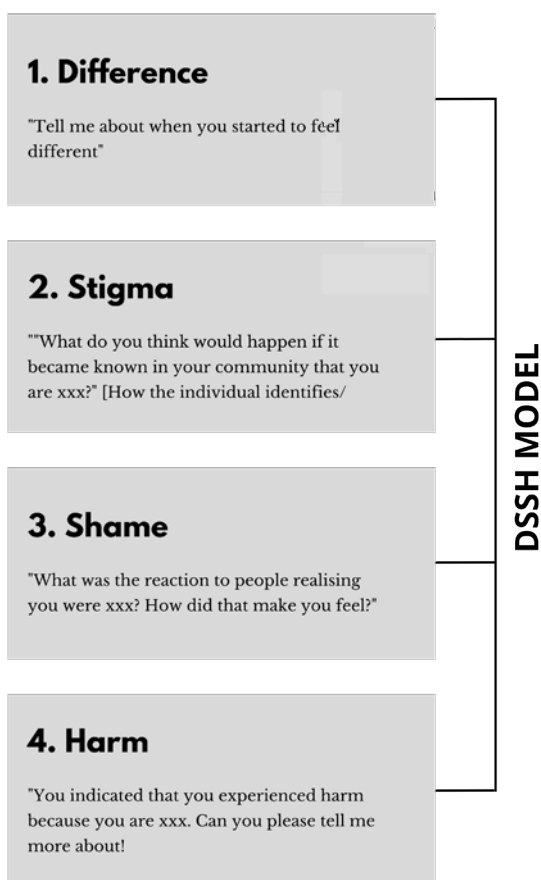 1. Difference
"Tell me about when you started to feel
different"
2. Stigma
""What do you think would happen if it
became known in your community that you
are xxx?" [How the individual identifies/
3. Shame
"What was the reaction to people realising
you were xxx? How did that make you feel?"
4. Harm
"You indicated that you experienced harm
because you are xxx. Can you please tell me
more about!
DSSH MODEL